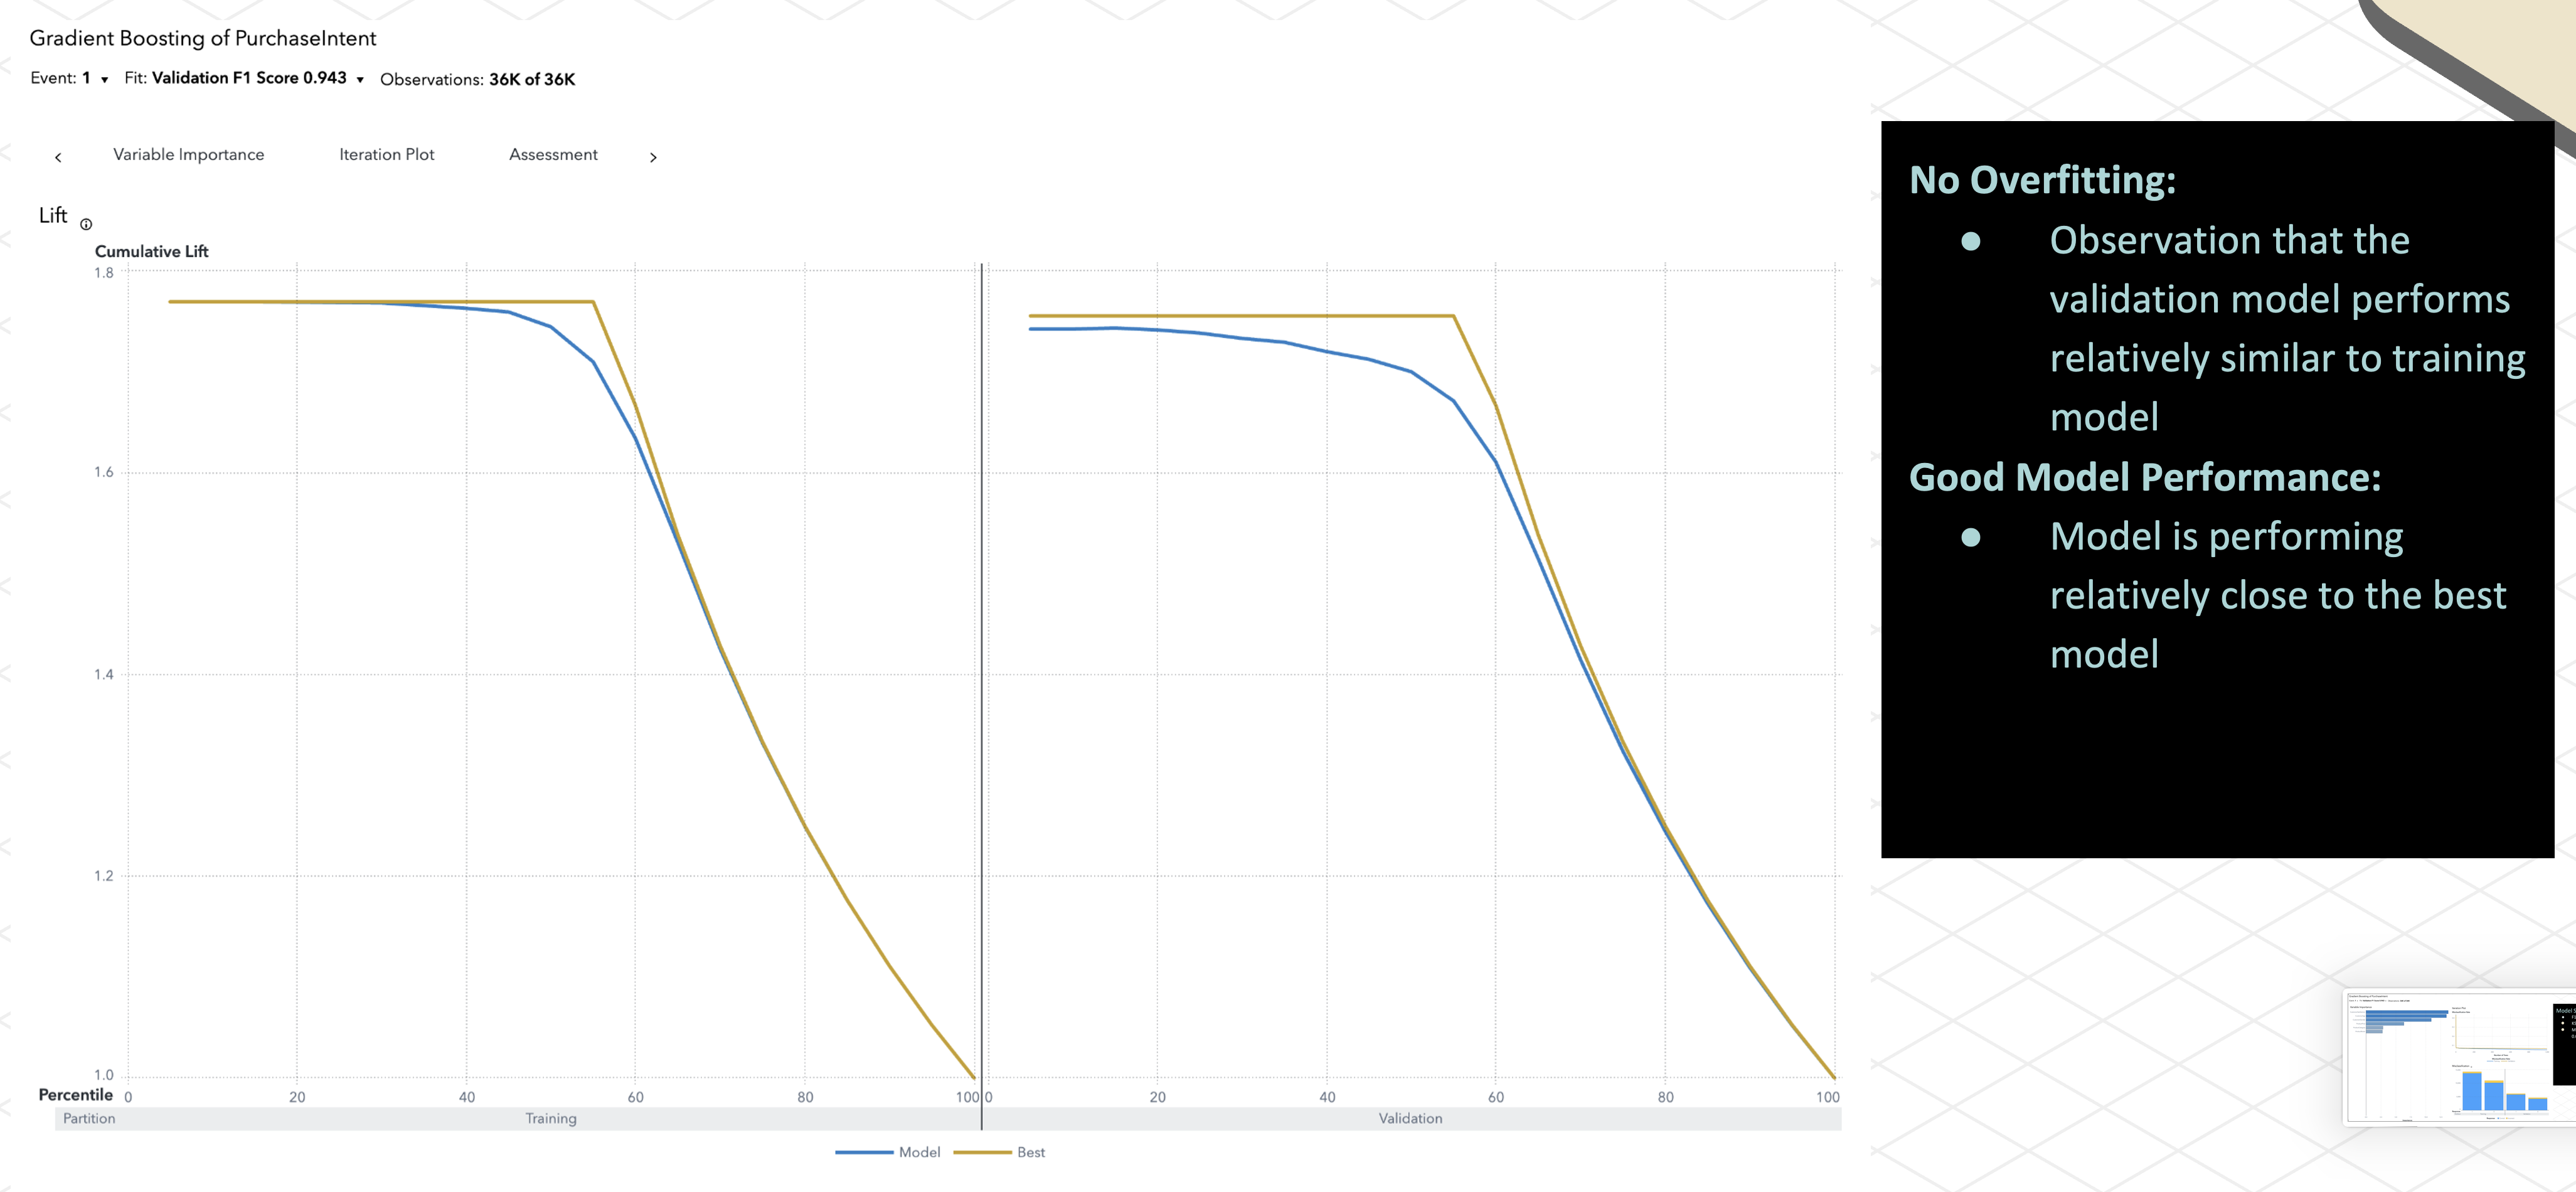 Gradient Boosting of PurchaseIntent
Event: 1 Fit: Validation F1 Score 0.943 Observations: 36K of 36K
Variable Importance Iteration Plot Assessment
Lift
Cumulative Lift
1.8
1.6
1.4
1.2
1.0
Percentile 0 20 40 60 80 100 0 20 40 60 80 100
Partition Training Validation
Model Best
No Overfitting:
● Observation that the
validation model performs
relatively similar to training
model
Good Model Performance:
● Model is performing
relatively close to the best
model